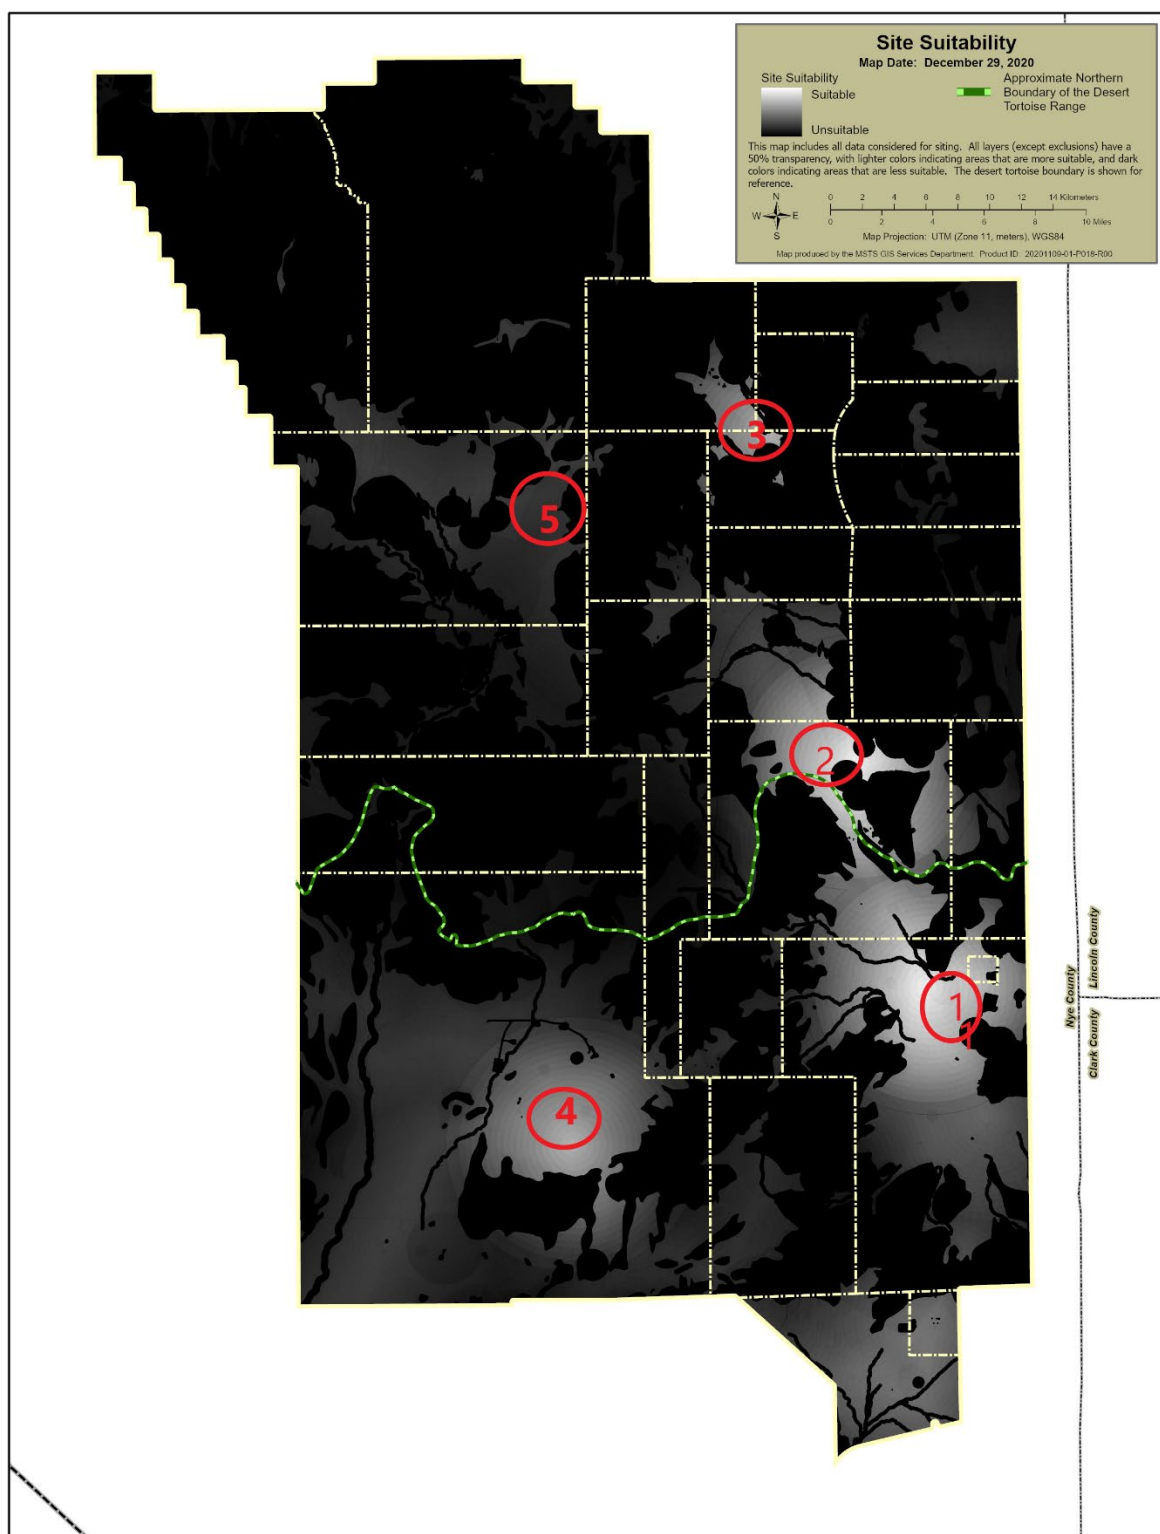 Site Suitability
Map Date: December 29, 2020
Site Suitability
Suitable
Unsuitable
Approximate Northern
Boundary of the Desert
Tortoise Range
This map includes all data considered for siting. All layers (except exclusions) have a
50% transparency, with lighter colors indicating areas that are more suitable, and dark
colors indicating areas that are less suitable. The desert tortoise boundary is shown for
reference.
N
W E
S
0 2 4 6 8 10 12 14 Kilometers
0 2 4 6 8 10 Miles
Map Projection: UTM (Zone 11, meters), WGS84
Map produced by the MSTS GIS Services Department. Product ID: 20201109-01-P018-R00
3
5
2
Nye County
Lincoln County
Clark County
1
1
4